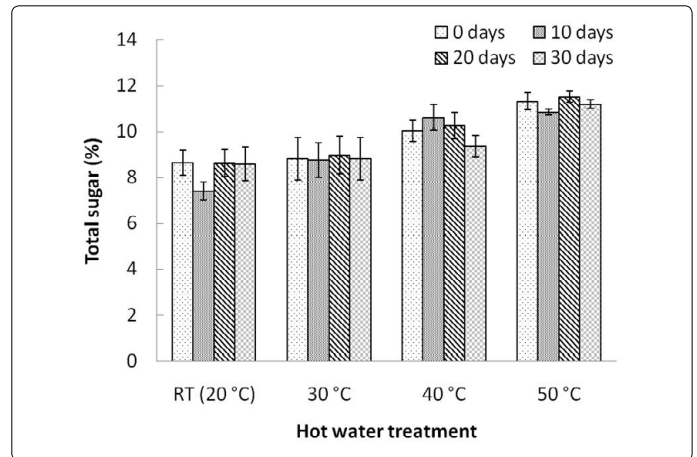 14
0 days
10 days
20 days
30 days
12
10
8
6
4
2
0
Total sugar (%)
RT (20 °C)
30 °C
40 °C
50 °C
Hot water treatment